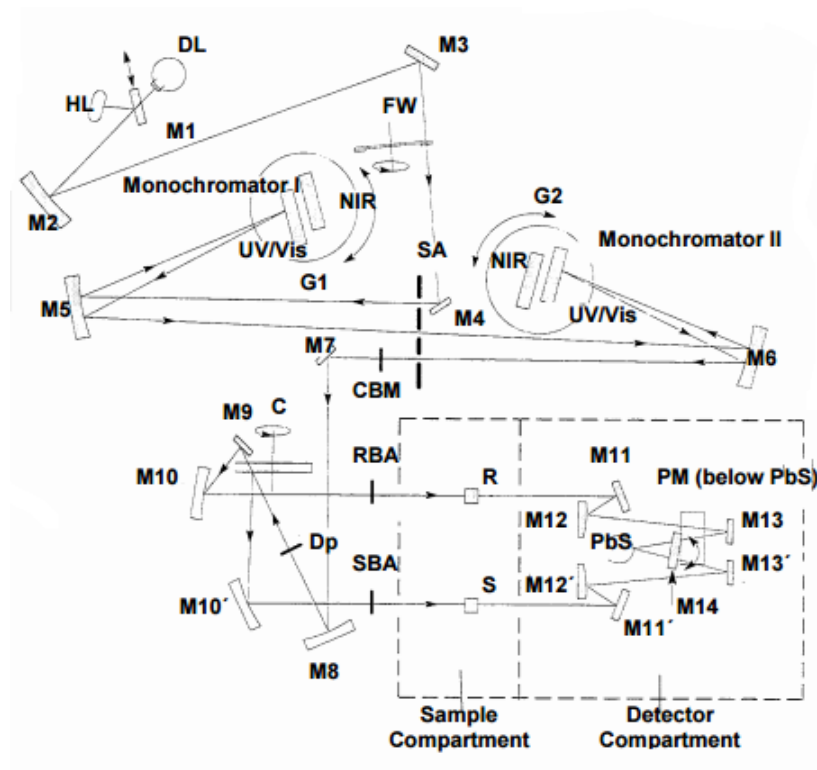 DL
M3
HL
FW
M1
Monochromator I
G2
M2
NIR
SA
NIR
Monochromator II
UV/Vis
G1
UV/Vis
M5
M4
M6
M7
CBM
M9
C
RBA
R
M11
PM (below PbS)
M10
M12
M13
PbS
Dp
SBA
S
M12´
M13´
M10´
M14
M11´
M8
Sample
Compartment
Detector
Compartment